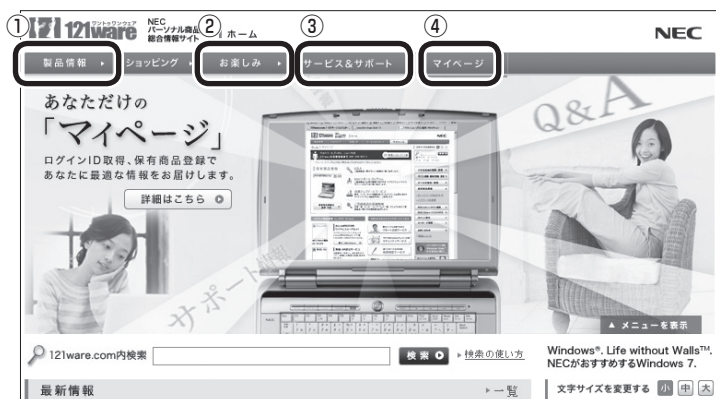 ① ② ③ ④
121ware
ワントゥワンウェア
NEC
パーソナル商品
総合情報サイト
ホーム
NEC
製品情報
ショッピング
お楽しみ
サービス&サポート
マイページ
あなただけの
「マイページ」
ログインID取得、保有商品登録で
あなたに最適な情報をお届けします。
詳細はこちら
Q&A
サポート情報
▲ メニューを表示
121ware.com内検索
検索
検索の使い方
Windows®. Life without Walls™.
NECがおすすめするWindows 7.
最新情報
一覧
文字サイズを変更する 小 中 大